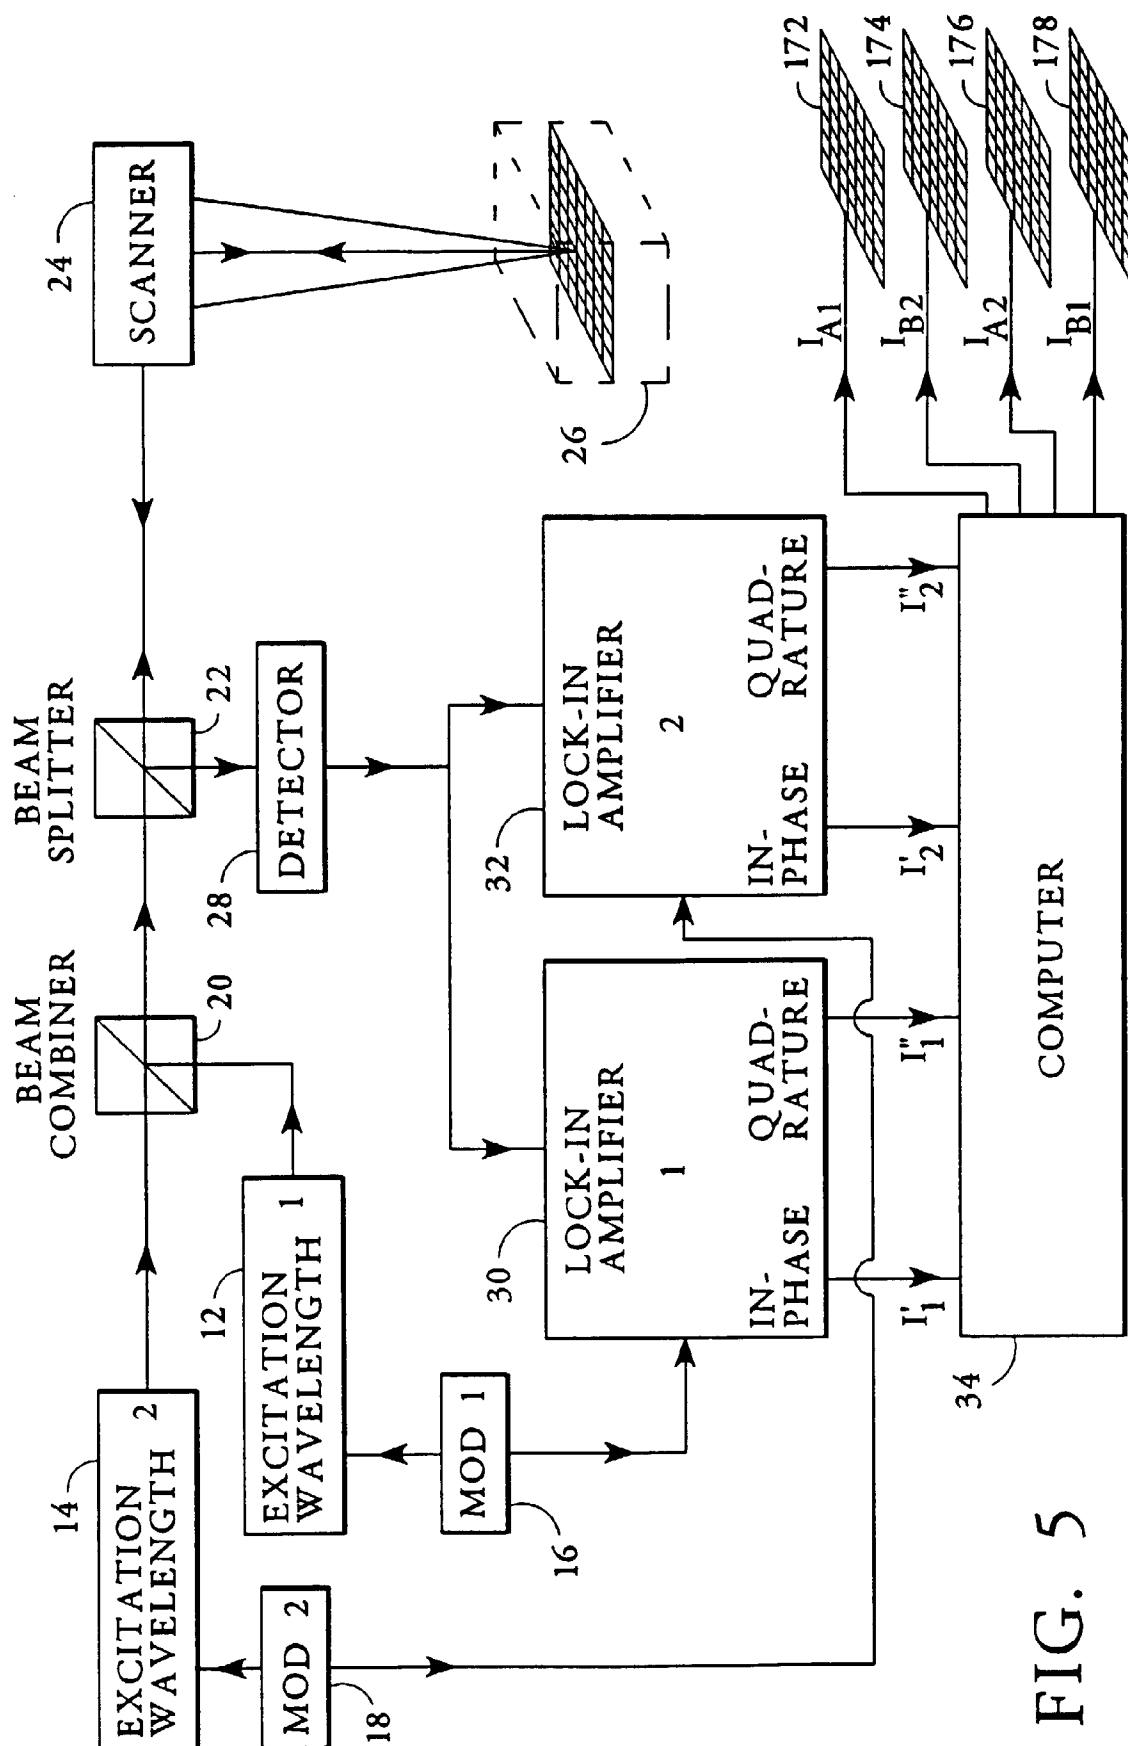 EXCITATION
WAVELENGTH 2
14
BEAM
COMBINER
20
BEAM
SPLITTER
22
SCANNER
24
MOD 2
18
EXCITATION
WAVELENGTH 1
12
MOD 1
16
DETECTOR
28
26
LOCK-IN
AMPLIFIER
1
30
IN-
PHASE
QUAD-
RATURE
LOCK-IN
AMPLIFIER
2
32
IN-
PHASE
QUAD-
RATURE
I'1
I"1
I'2
I"2
COMPUTER
34
IA1
IB2
IA2
IB1
172
174
176
178
FIG. 5